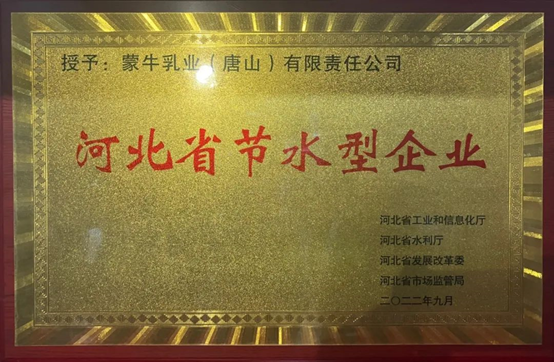 授予：蒙牛乳业（唐山）有限责任公司
河北省节水型企业
河北省工业和信息化厅
河北省水利厅
河北省发展改革委
河北省市场监管局
二〇二二年九月